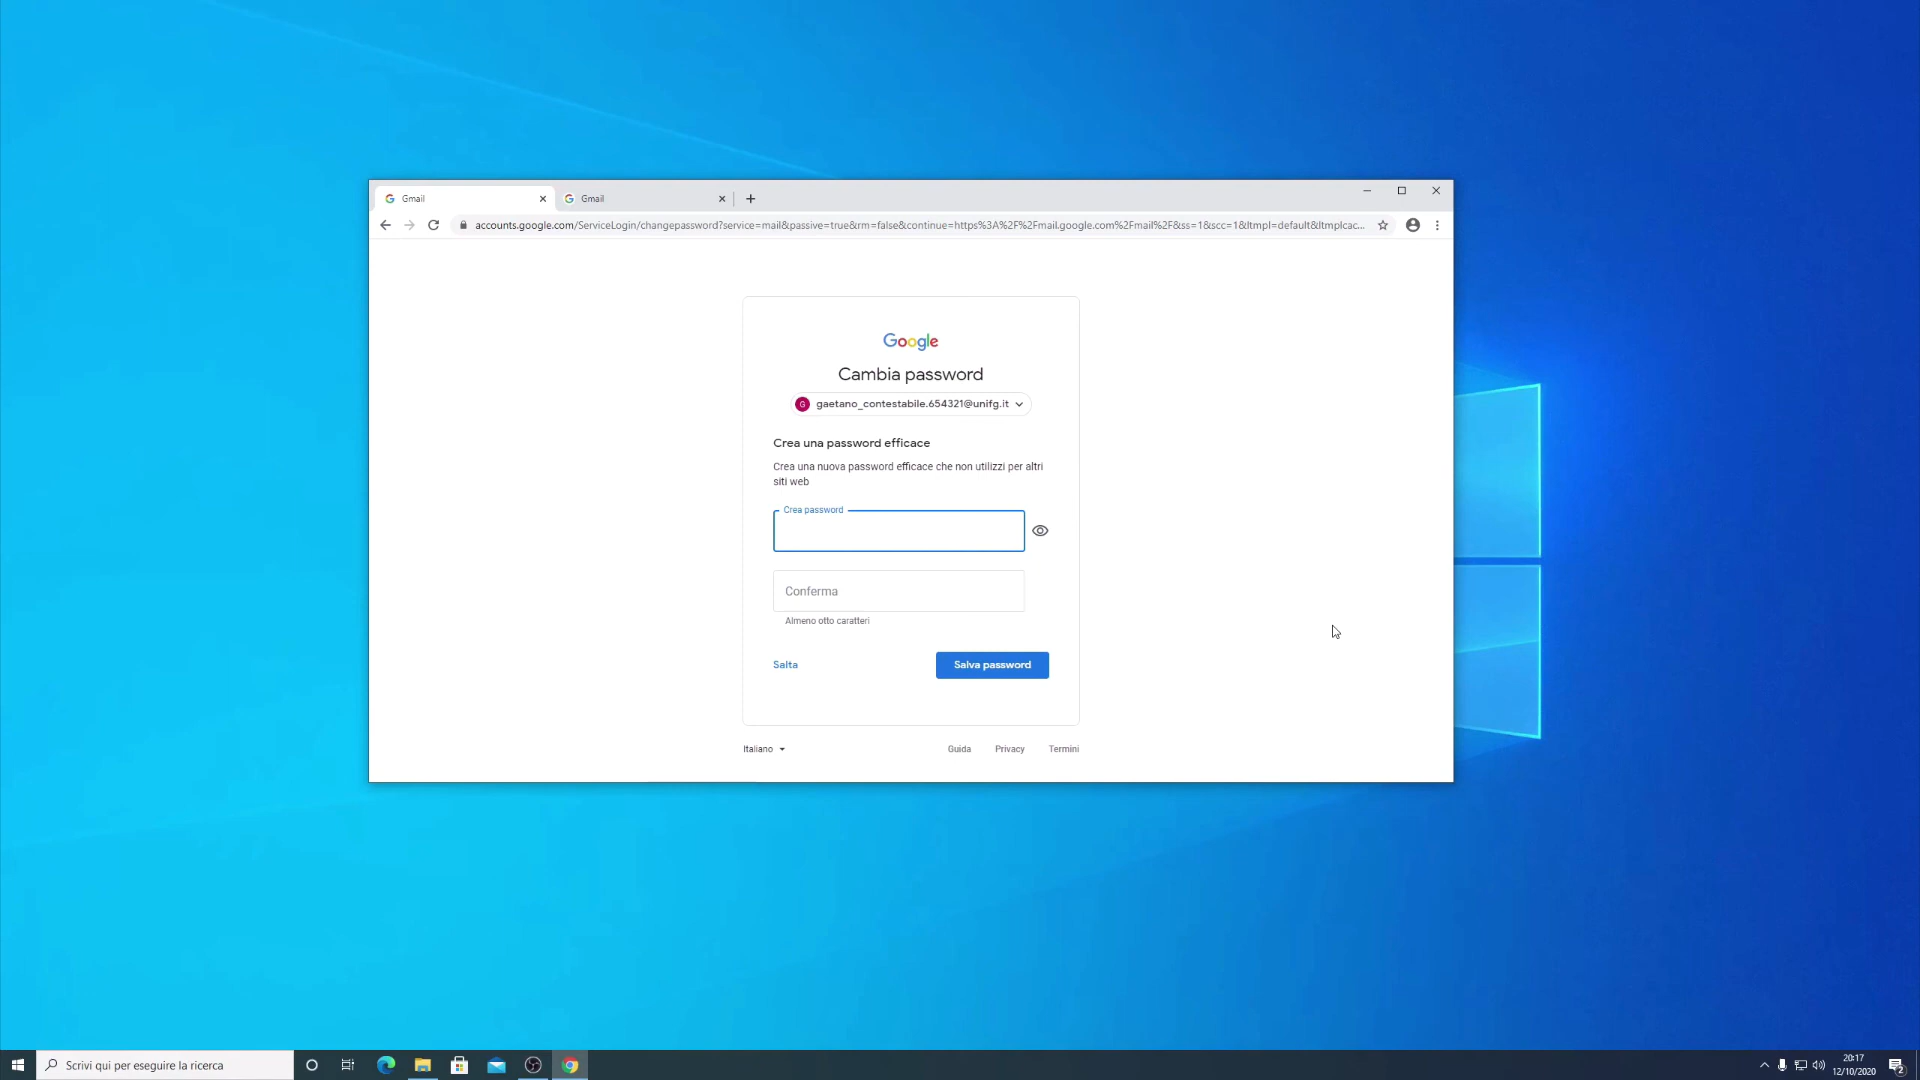 Gmail
Gmail
accounts.google.com/ServiceLogin/changepassword?service=mail&passive=true&rm=false&continue=https%3A%2F%2Fmail.google.com%2Fmail%2F&ss=1&scc=1&ltmpl=default&ltmplcac...
Google
Cambia password
G gaetano_contestabile.654321@unifg.it
Crea una password efficace
Crea una nuova password efficace che non utilizzi per altri
siti web
Crea password
Conferma
Almeno otto caratteri
Salta Salva password
Italiano Guida Privacy Termini
Scrivi qui per eseguire la ricerca
20:17
12/10/2020
2